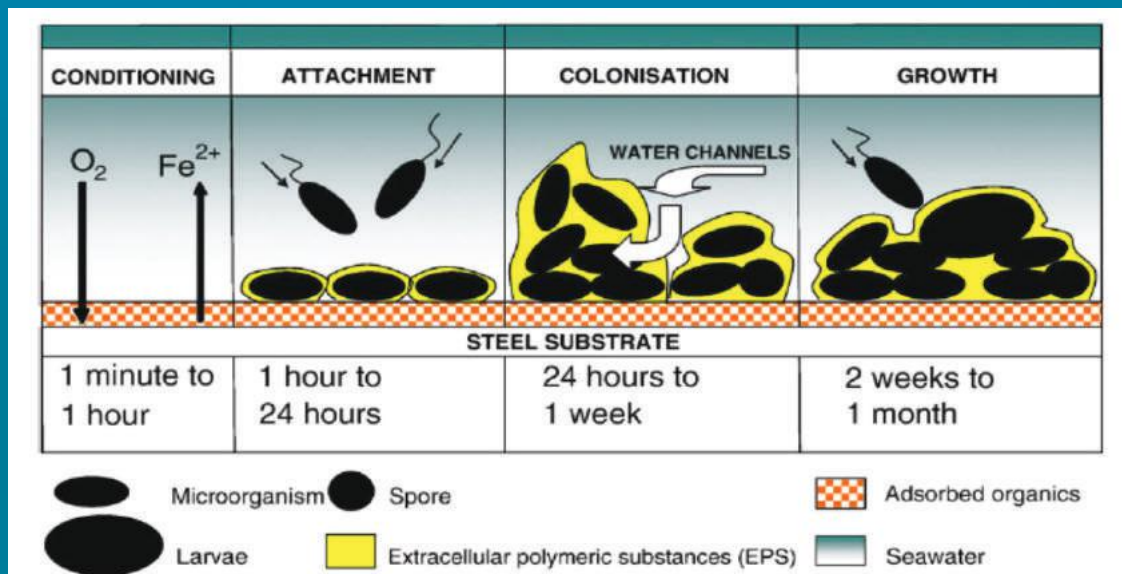 CONDITIONING
ATTACHMENT
COLONISATION
GROWTH
O₂
Fe²⁺
WATER CHANNELS
STEEL SUBSTRATE
1 minute to
1 hour
1 hour to
24 hours
24 hours to
1 week
2 weeks to
1 month
Microorganism
Spore
Adsorbed organics
Larvae
Extracellular polymeric substances (EPS)
Seawater